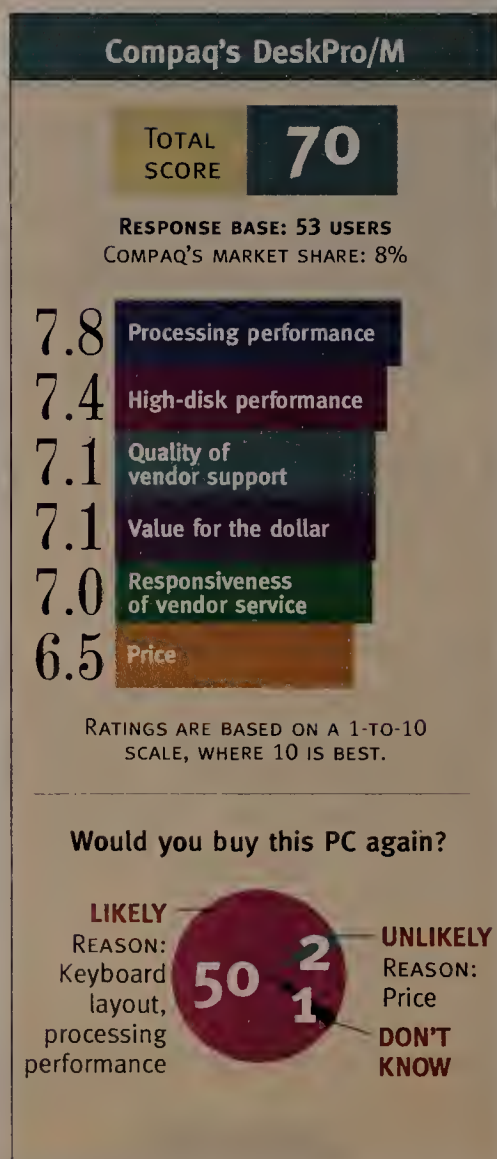 Compaq's DeskPro/M
TOTAL
SCORE
70
RESPONSE BASE: 53 USERS
COMPAQ'S MARKET SHARE: 8%
7.8 Processing performance
7.4 High-disk performance
7.1 Quality of
vendor support
7.1 Value for the dollar
7.0 Responsiveness
of vendor service
6.5 Price
RATINGS ARE BASED ON A 1-TO-10
SCALE, WHERE 10 IS BEST.
Would you buy this PC again?
LIKELY
REASON:
Keyboard
layout,
processing
performance
50
2
1
UNLIKELY
REASON:
Price
DON'T
KNOW